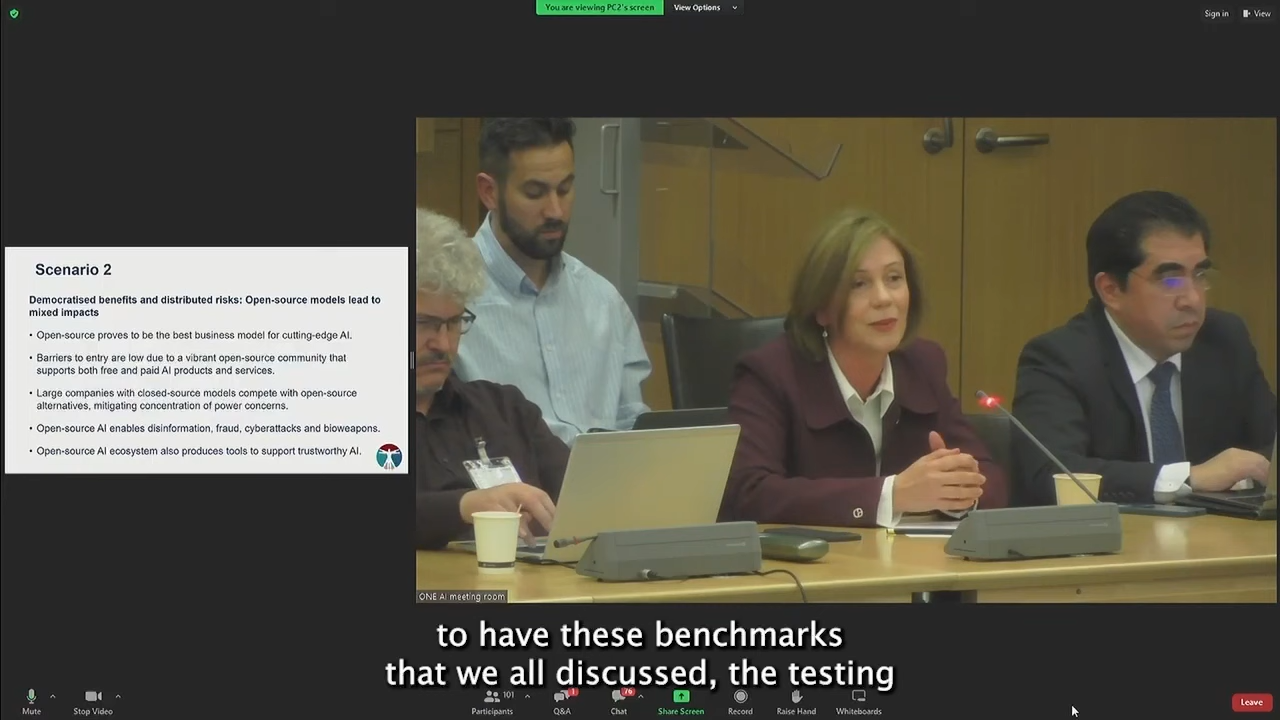 You are viewing PC2's screen
View Options
Sign in
View
Scenario 2
Democratised benefits and distributed risks: Open-source models lead to
mixed impacts
• Open-source proves to be the best business model for cutting-edge AI.
• Barriers to entry are low due to a vibrant open-source community that
supports both free and paid AI products and services.
• Large companies with closed-source models compete with open-source
alternatives, mitigating concentration of power concerns.
• Open-source AI enables disinformation, fraud, cyberattacks and bioweapons.
• Open-source AI ecosystem also produces tools to support trustworthy AI.
ONE AI meeting room
to have these benchmarks
that we all discussed, the testing
Mute
Stop Video
Participants
101
Q&A
1
Chat
76
Share Screen
Record
Raise Hand
Whiteboards
Leave